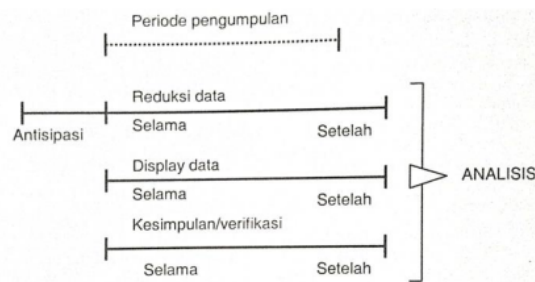 Periode pengumpulan
Reduksi data
Antisipasi
Selama
Setelah
Display data
Selama
Setelah
ANALISIS
Kesimpulan/verifikasi
Selama
Setelah